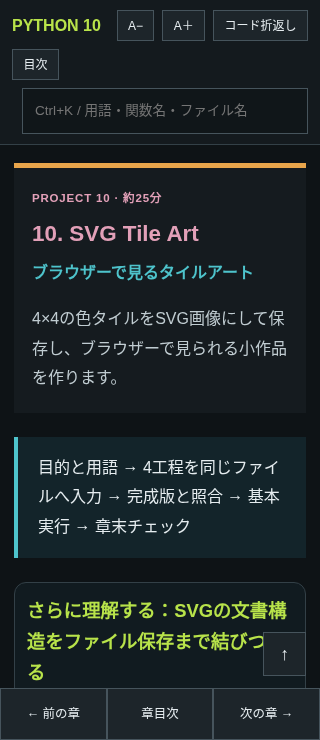 PYTHON 10
A−
A＋
コード折返し
目次
Ctrl+K / 用語・関数名・ファイル名
PROJECT 10 · 約25分
10. SVG Tile Art
ブラウザーで見るタイルアート
4×4の色タイルをSVG画像にして保
存し、ブラウザーで見られる小作品
を作ります。
目的と用語 → 4工程を同じファイ
ルへ入力 → 完成版と照合 → 基本
実行 → 章末チェック
さらに理解する：SVGの文書構
造をファイル保存まで結びつ
る
↑
← 前の章
章目次
次の章 →